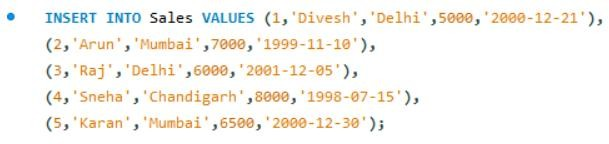 INSERT INTO Sales VALUES (1,'Divesh','Delhi',5000,'2000-12-21'),
(2,'Arun','Mumbai',7000,'1999-11-10'),
(3,'Raj','Delhi',6000,'2001-12-05'),
(4,'Sneha','Chandigarh',8000,'1998-07-15'),
(5,'Karan','Mumbai',6500,'2000-12-30');